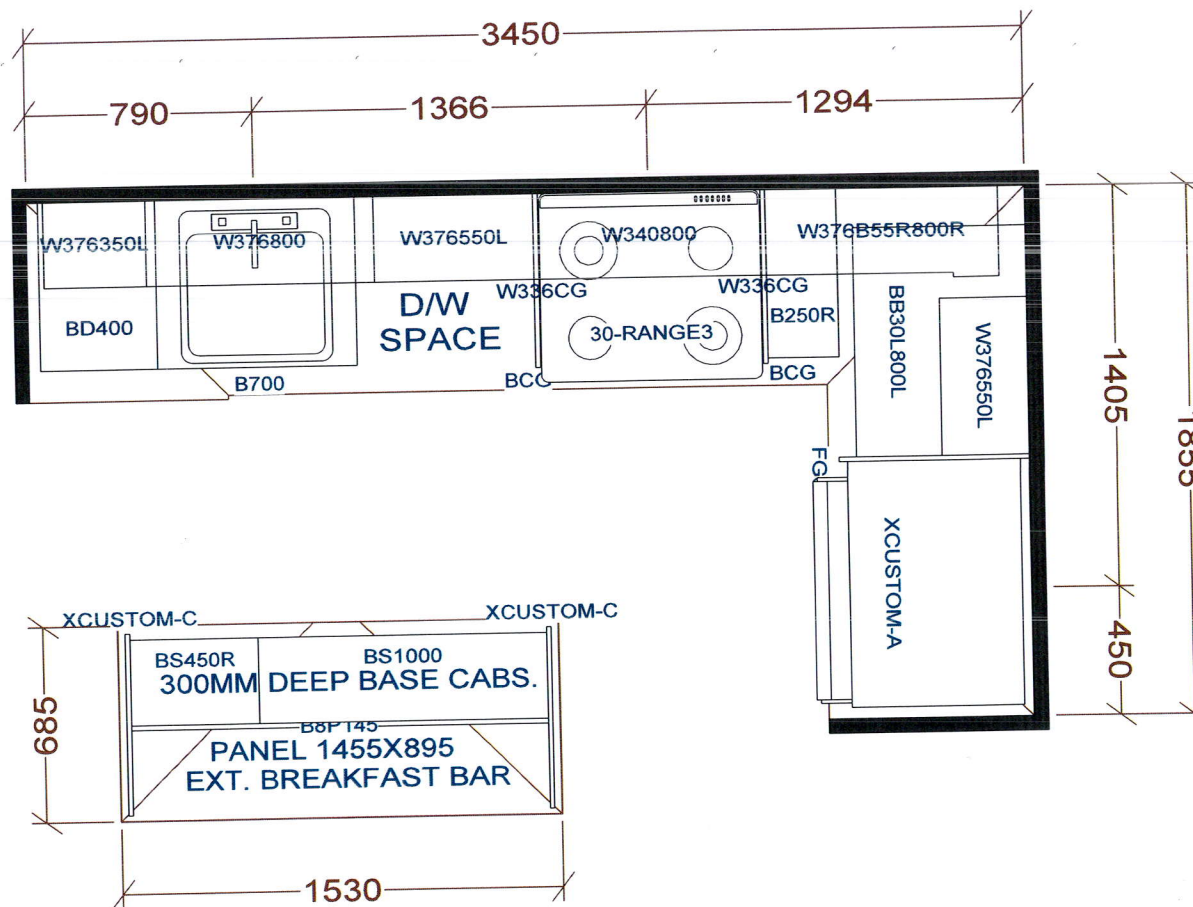 3450
790
1366
1294
W376350L
W376800
W376550L
W340800
W376B55R800R
W336CG
W336CG
D/W
SPACE
BD400
30-RANGE3
B250R
BB30L800L
W376550L
B700
BCG
BCG
1405
1855
FG
XCUSTOM-A
450
XCUSTOM-C
XCUSTOM-C
BS450R
BS1000
300MM DEEP BASE CABS.
685
B8P145
PANEL 1455X895
EXT. BREAKFAST BAR
1530